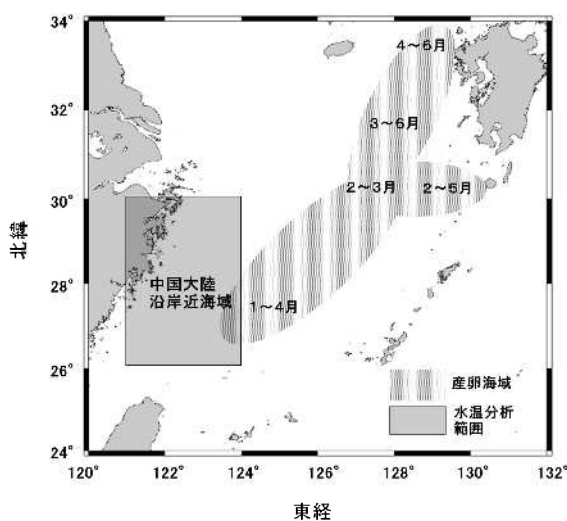 34°
32°
30°
28°
26°
24°
北緯
120°
122°
124°
126°
128°
130°
132°
東経
4～6月
3～6月
2～3月
2～5月
1～4月
中国大陸
沿岸近海域
産卵海域
水温分析
範囲